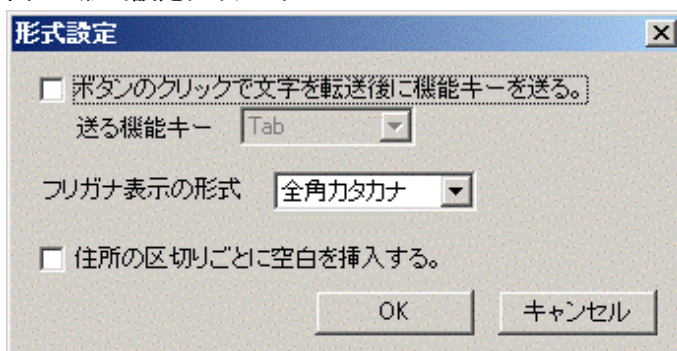 形式設定
ボタンのクリックで文字を転送後に機能キーを送る。
送る機能キー Tab
フリガナ表示の形式 全角カタカナ
住所の区切りごとに空白を挿入する。
OK キャンセル